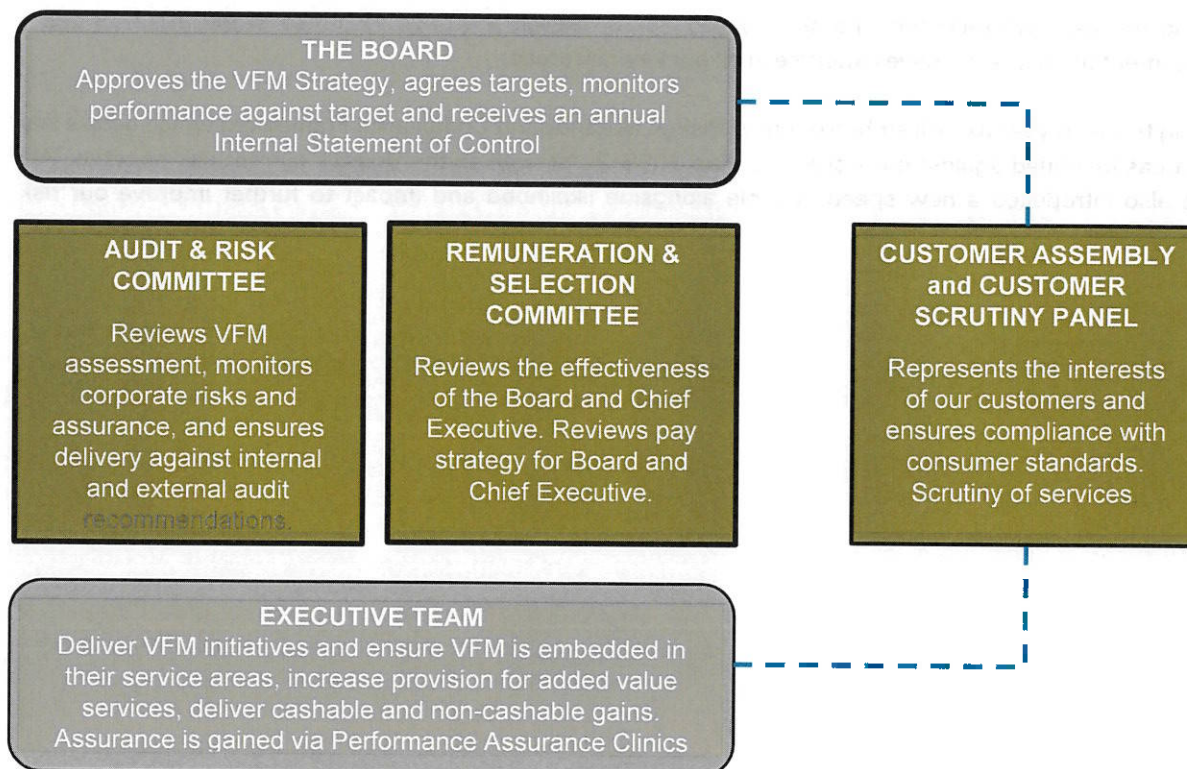 THE BOARD
Approves the VFM Strategy, agrees targets, monitors
performance against target and receives an annual
Internal Statement of Control
AUDIT & RISK
COMMITTEE
Reviews VFM
assessment, monitors
corporate risks and
assurance, and ensures
delivery against internal
and external audit
recommendations.
REMUNERATION &
SELECTION
COMMITTEE
Reviews the effectiveness
of the Board and Chief
Executive. Reviews pay
strategy for Board and
Chief Executive.
CUSTOMER ASSEMBLY
and CUSTOMER
SCRUTINY PANEL
Represents the interests
of our customers and
ensures compliance with
consumer standards.
Scrutiny of services
EXECUTIVE TEAM
Deliver VFM initiatives and ensure VFM is embedded in
their service areas, increase provision for added value
services, deliver cashable and non-cashable gains.
Assurance is gained via Performance Assurance Clinics